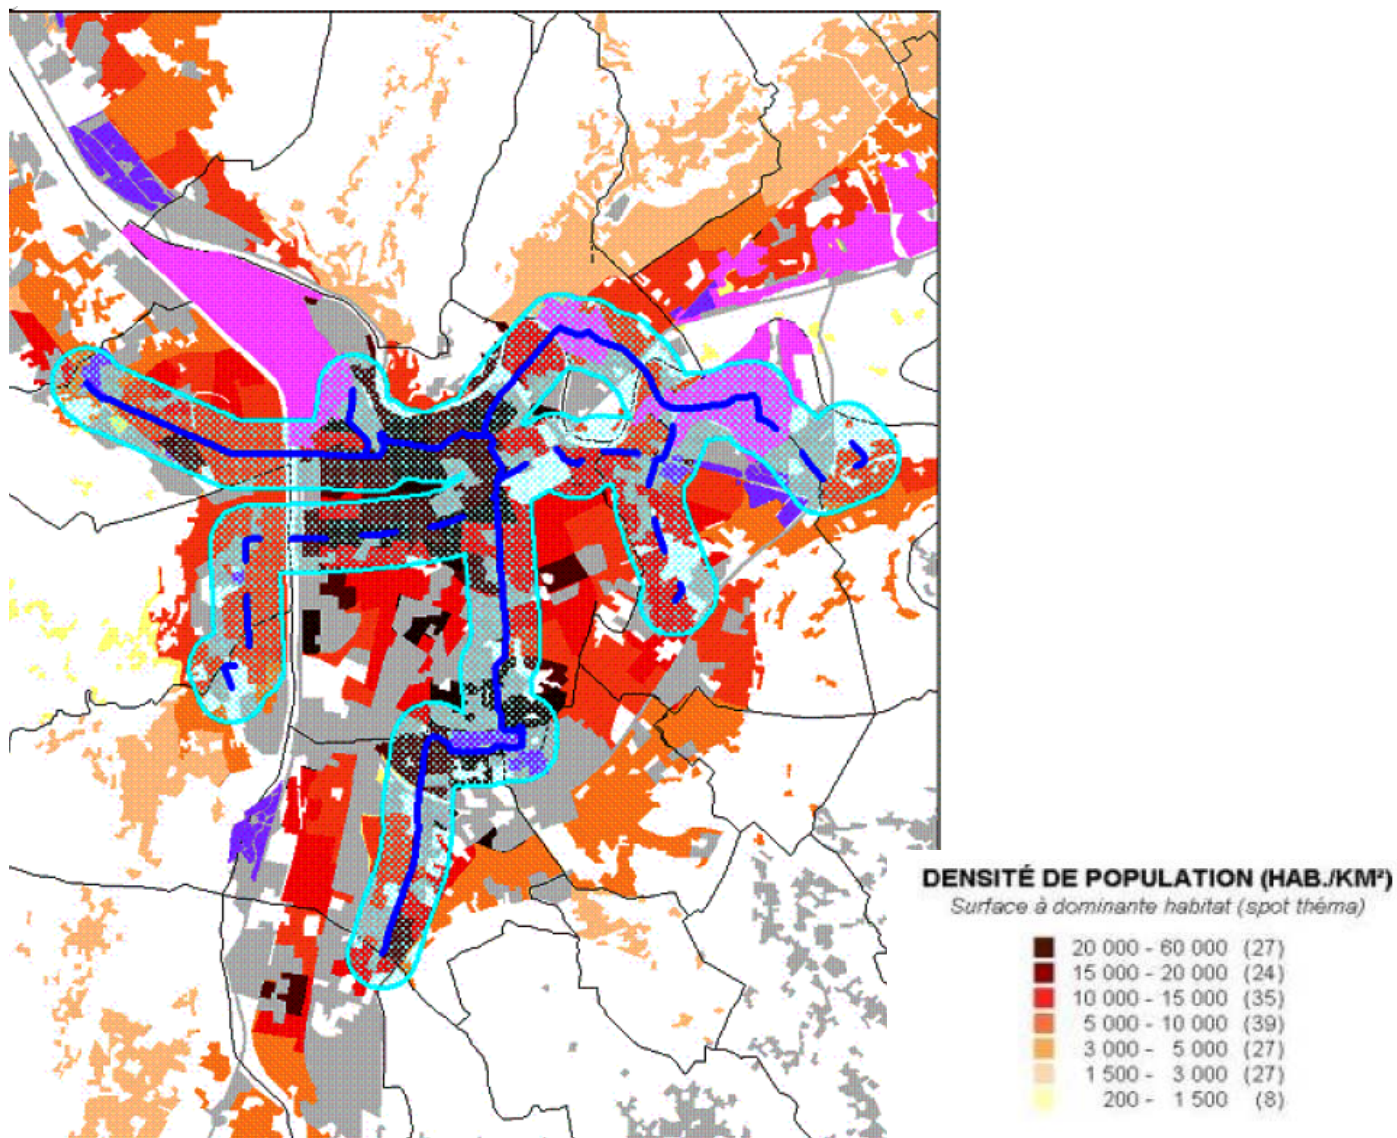 DENSITÉ DE POPULATION (HAB./KM²)
Surface à dominante habitat (spot théma)
20 000 - 60 000 (27)
15 000 - 20 000 (24)
10 000 - 15 000 (35)
5 000 - 10 000 (39)
3 000 - 5 000 (27)
1 500 - 3 000 (27)
200 - 1 500 (8)